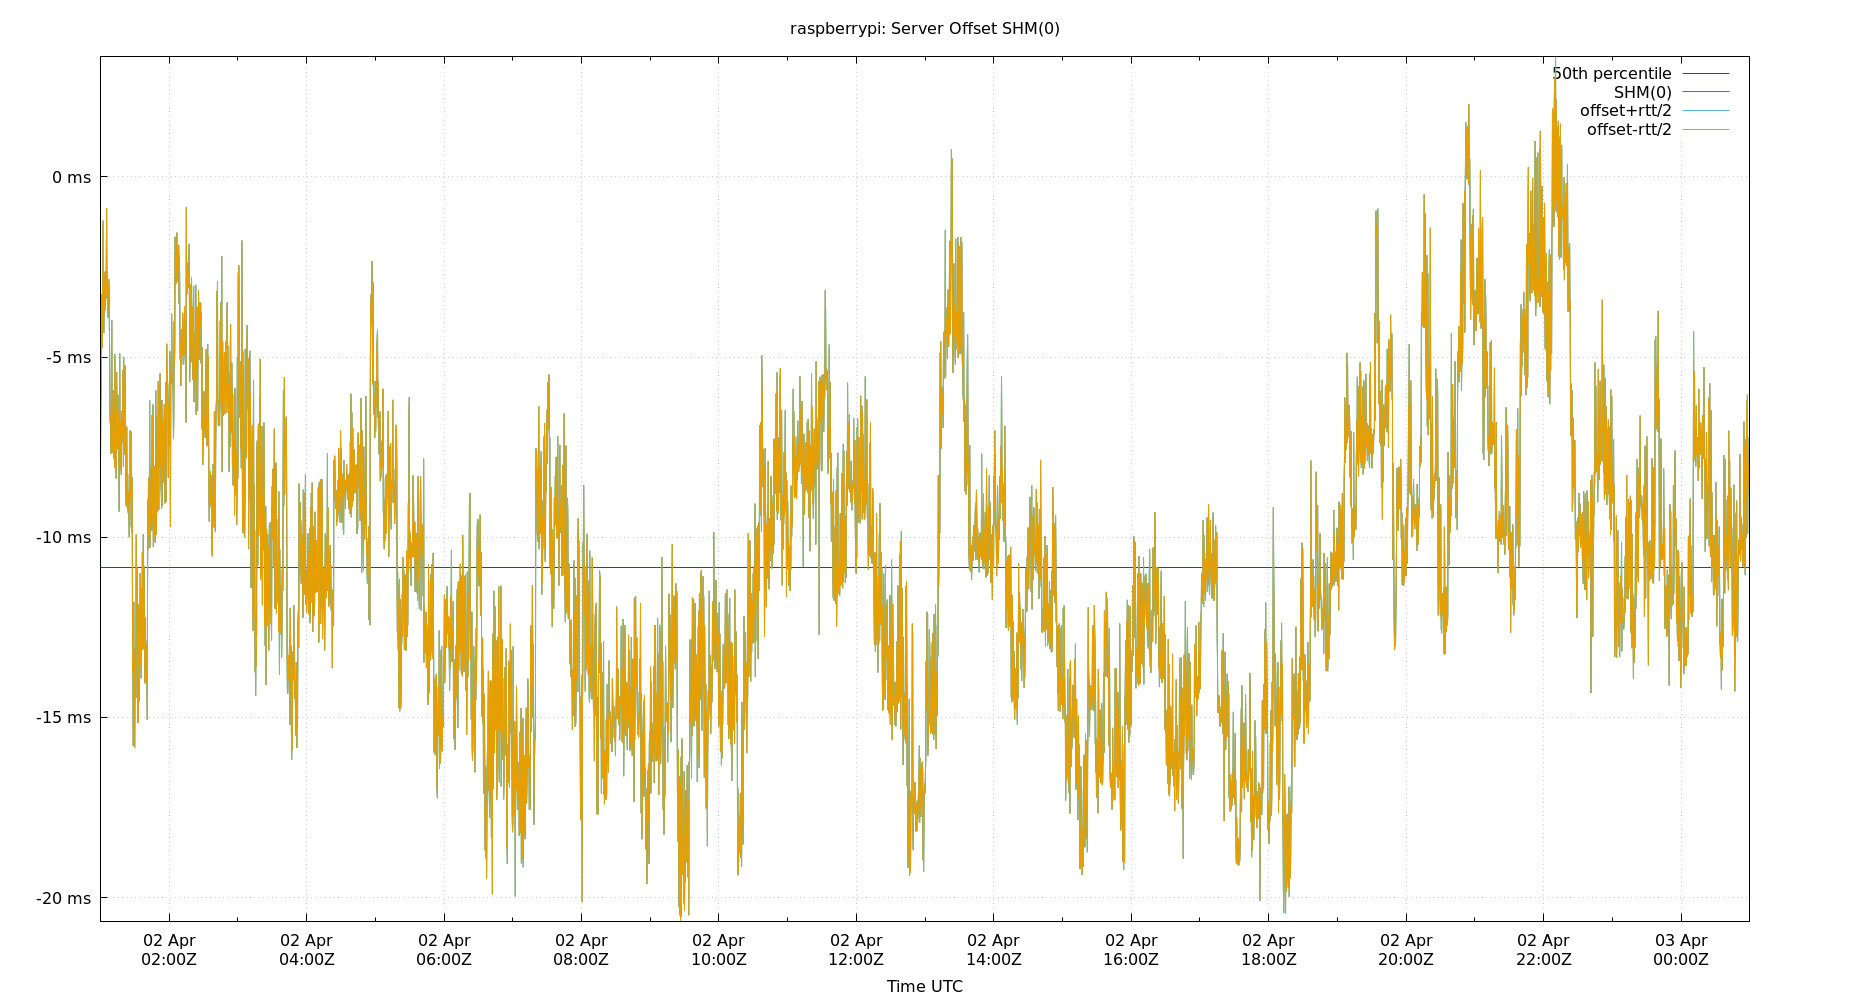 raspberrypi: Server Offset SHM(0)
50th percentile
SHM(0)
offset+rtt/2
offset-rtt/2
0 ms
-5 ms
-10 ms
-15 ms
-20 ms
02 Apr 02 Apr 02 Apr 02 Apr 02 Apr 02 Apr 02 Apr 02 Apr 02 Apr 02 Apr 02 Apr 03 Apr
02:00Z 04:00Z 06:00Z 08:00Z 10:00Z 12:00Z 14:00Z 16:00Z 18:00Z 20:00Z 22:00Z 00:00Z
Time UTC